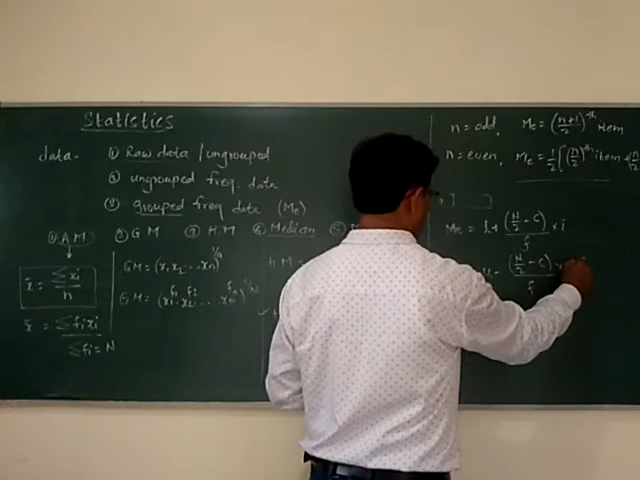 Statistics
data - ① Raw data / ungrouped
② ungrouped freq. data
③ grouped freq data (Me)
① A M ② G M ③ H M ④ Median
x̄ = Σxi / n
x̄ = Σfixi / Σfi = N
GM = (x₁ x₂ ... xn)^1/n
GM = (x₁^f₁ . x₂^f₂ .... xn^fn)^1/N
H M =
n = odd, Me = (n+1 / 2)^th item
n = even, Me = 1/2 [(n/2)^th item +
Me = l + (N/2 - C) / f × i
(N/2 - C) / f ×